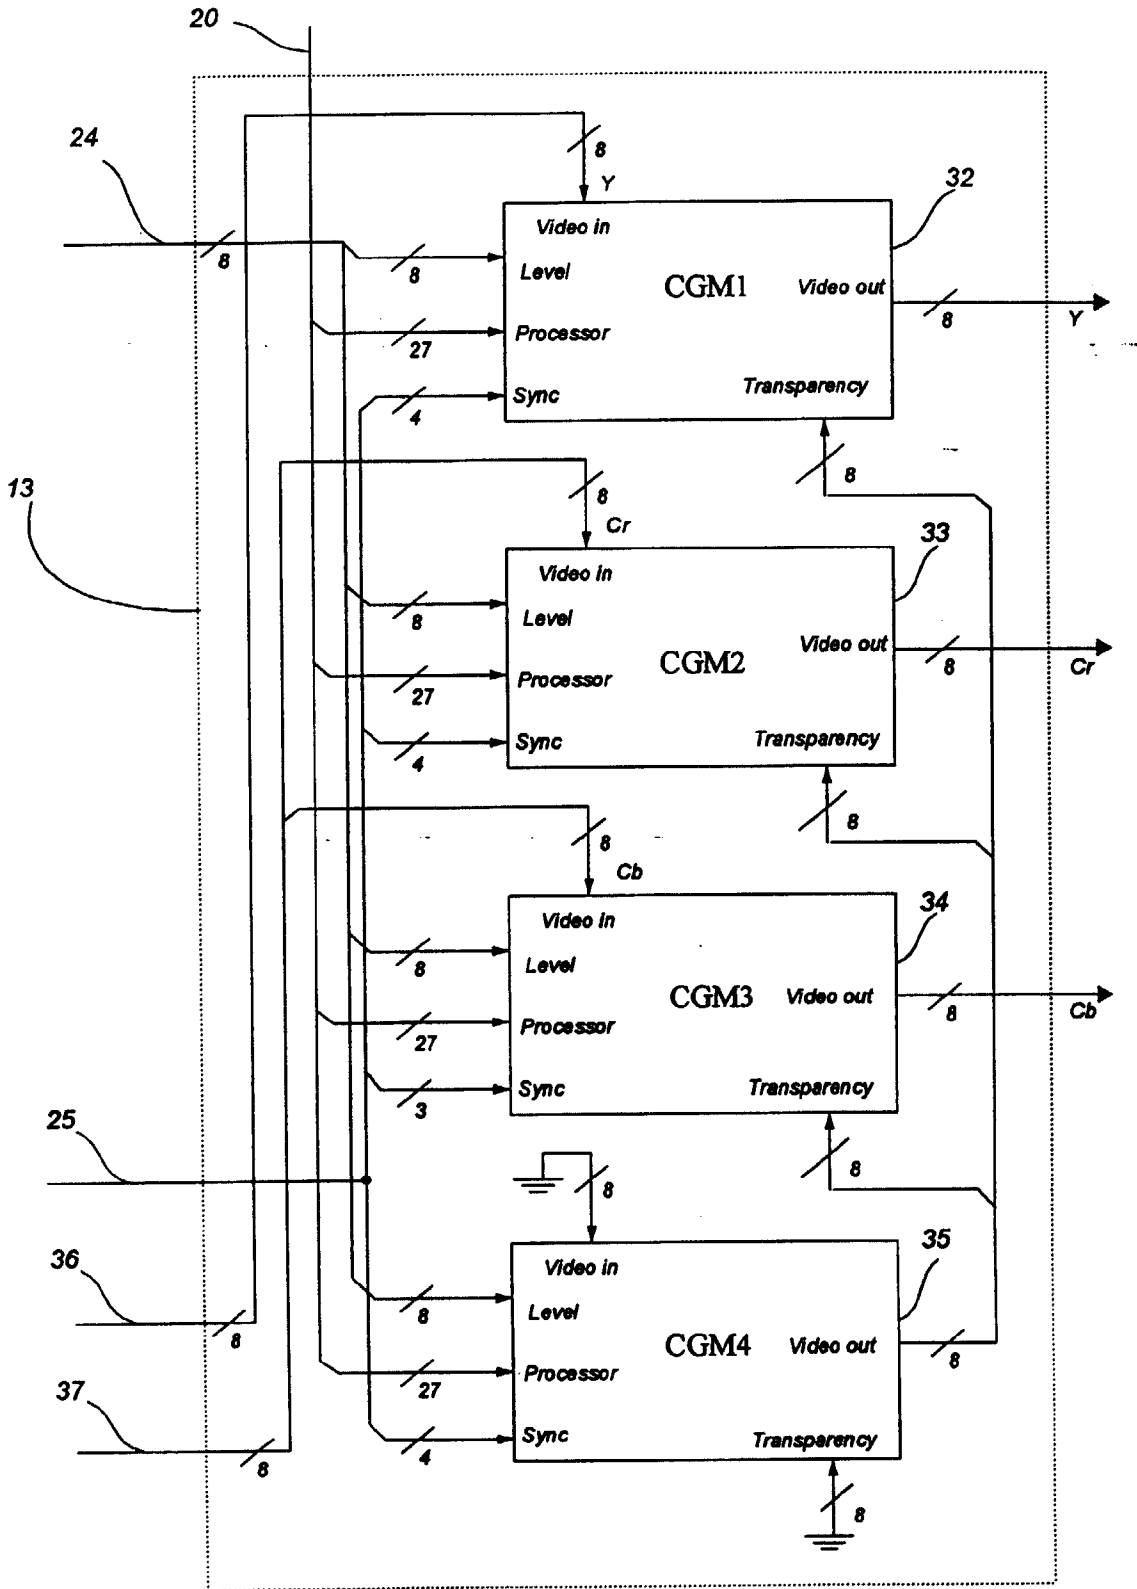 20
24
8
8
Y
32
Video in
8
Level
CGM1
Video out
8
Y
27
Processor
4
Sync
Transparency
8
13
8
Cr
33
Video in
8
Level
CGM2
Video out
8
Cr
27
Processor
4
Sync
Transparency
8
8
Cb
34
Video in
8
Level
CGM3
Video out
8
Cb
27
Processor
3
Sync
Transparency
8
25
8
36
8
35
Video in
8
Level
CGM4
Video out
8
37
8
27
Processor
4
Sync
Transparency
8